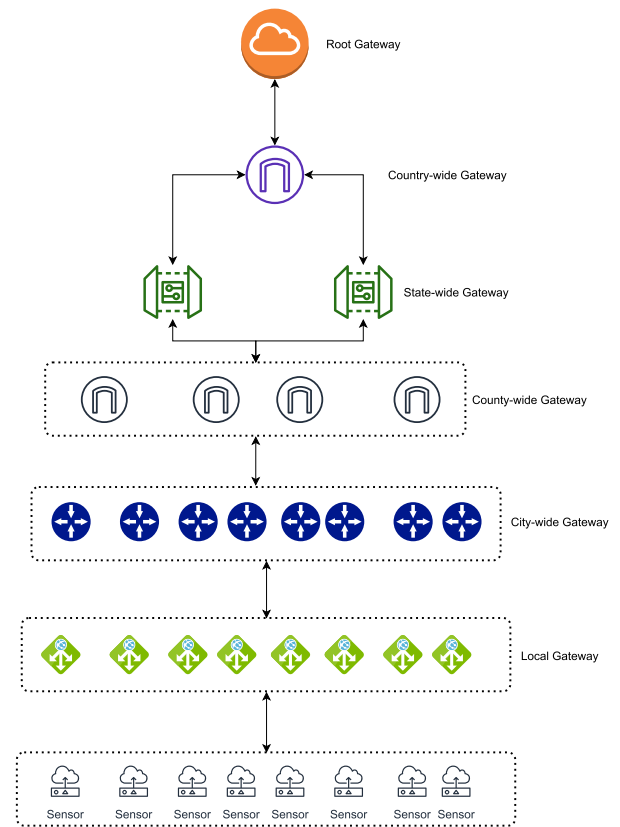 Root Gateway
Country-wide Gateway
State-wide Gateway
County-wide Gateway
City-wide Gateway
Local Gateway
Sensor Sensor Sensor Sensor Sensor Sensor Sensor Sensor